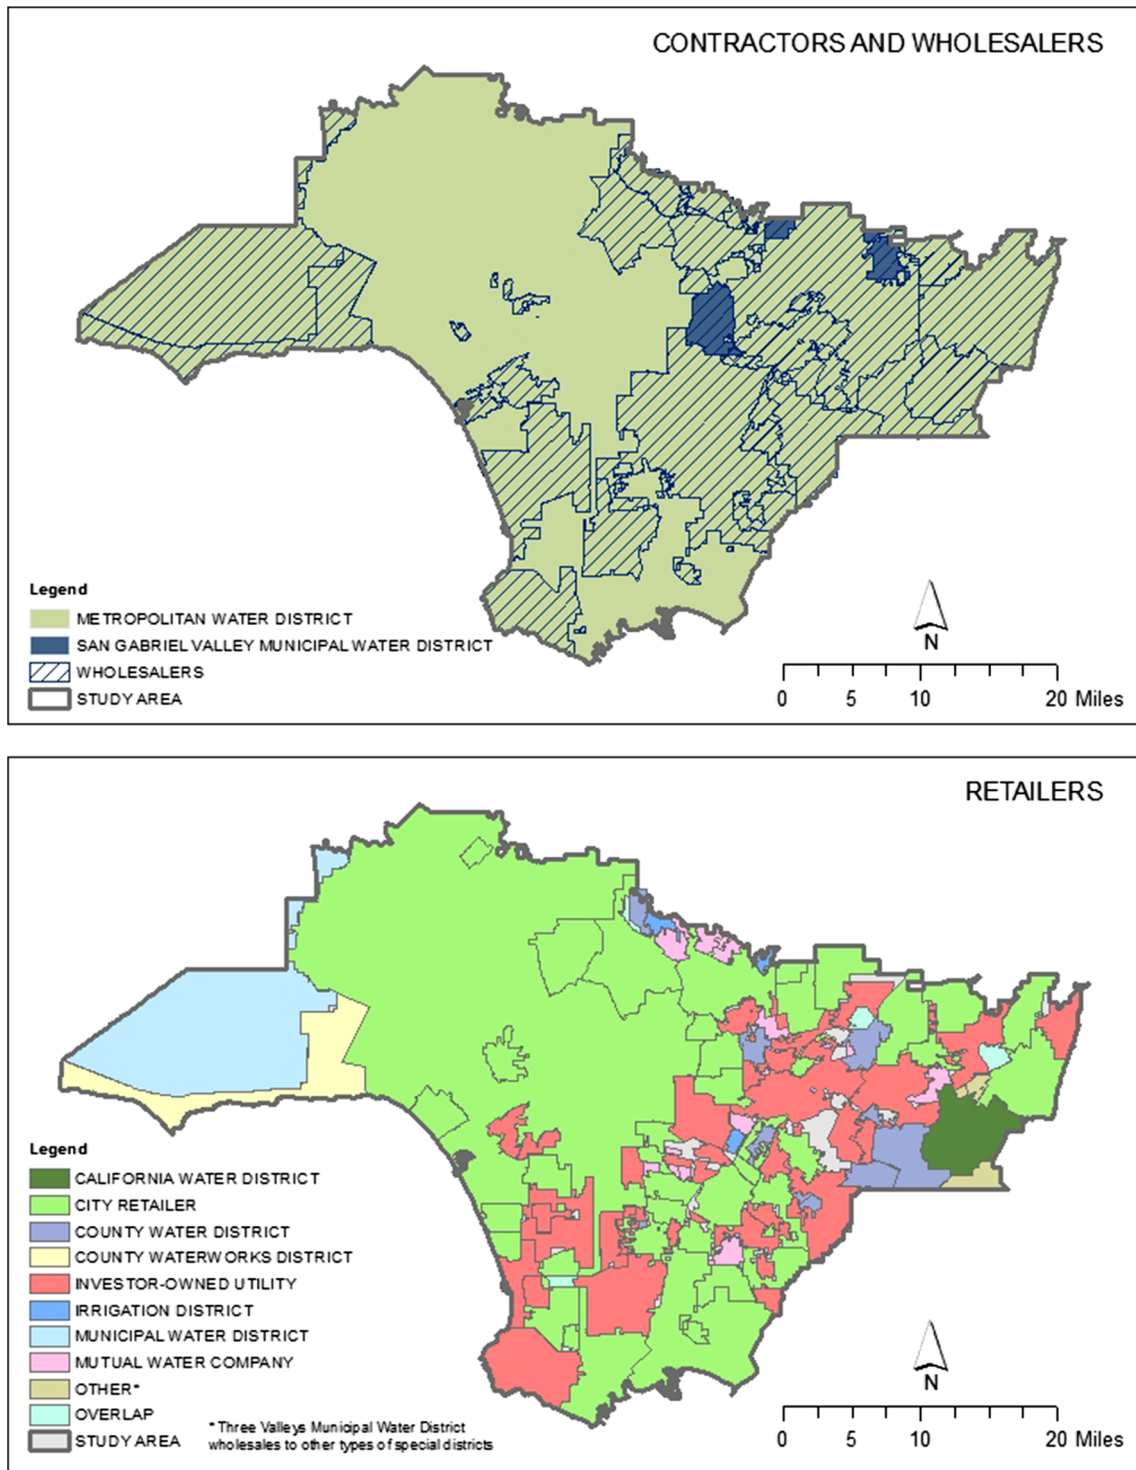 CONTRACTORS AND WHOLESALERS
Legend
METROPOLITAN WATER DISTRICT
SAN GABRIEL VALLEY MUNICIPAL WATER DISTRICT
WHOLESALERS
STUDY AREA
N
0 5 10 20 Miles
RETAILERS
Legend
CALIFORNIA WATER DISTRICT
CITY RETAILER
COUNTY WATER DISTRICT
COUNTY WATERWORKS DISTRICT
INVESTOR-OWNED UTILITY
IRRIGATION DISTRICT
MUNICIPAL WATER DISTRICT
MUTUAL WATER COMPANY
OTHER*
OVERLAP
STUDY AREA
* Three Valleys Municipal Water District
wholesales to other types of special districts
N
0 5 10 20 Miles